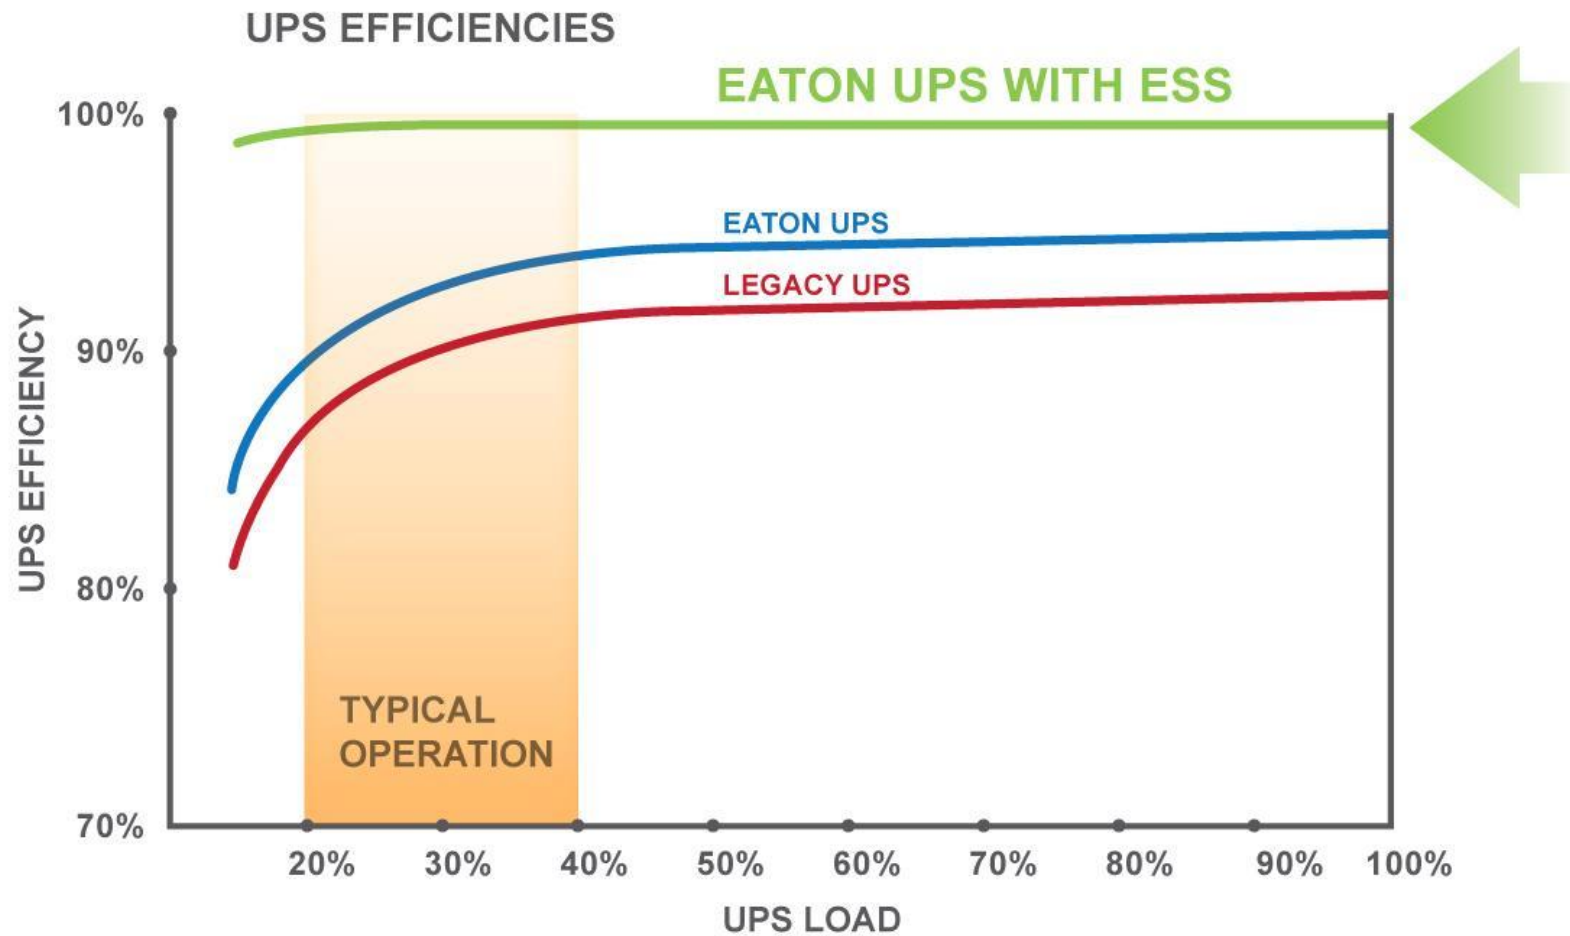 UPS EFFICIENCIES
EATON UPS WITH ESS
100%
EATON UPS
LEGACY UPS
90%
UPS EFFICIENCY
80%
TYPICAL
OPERATION
70%
20%
30%
40%
50%
60%
70%
80%
90%
100%
UPS LOAD